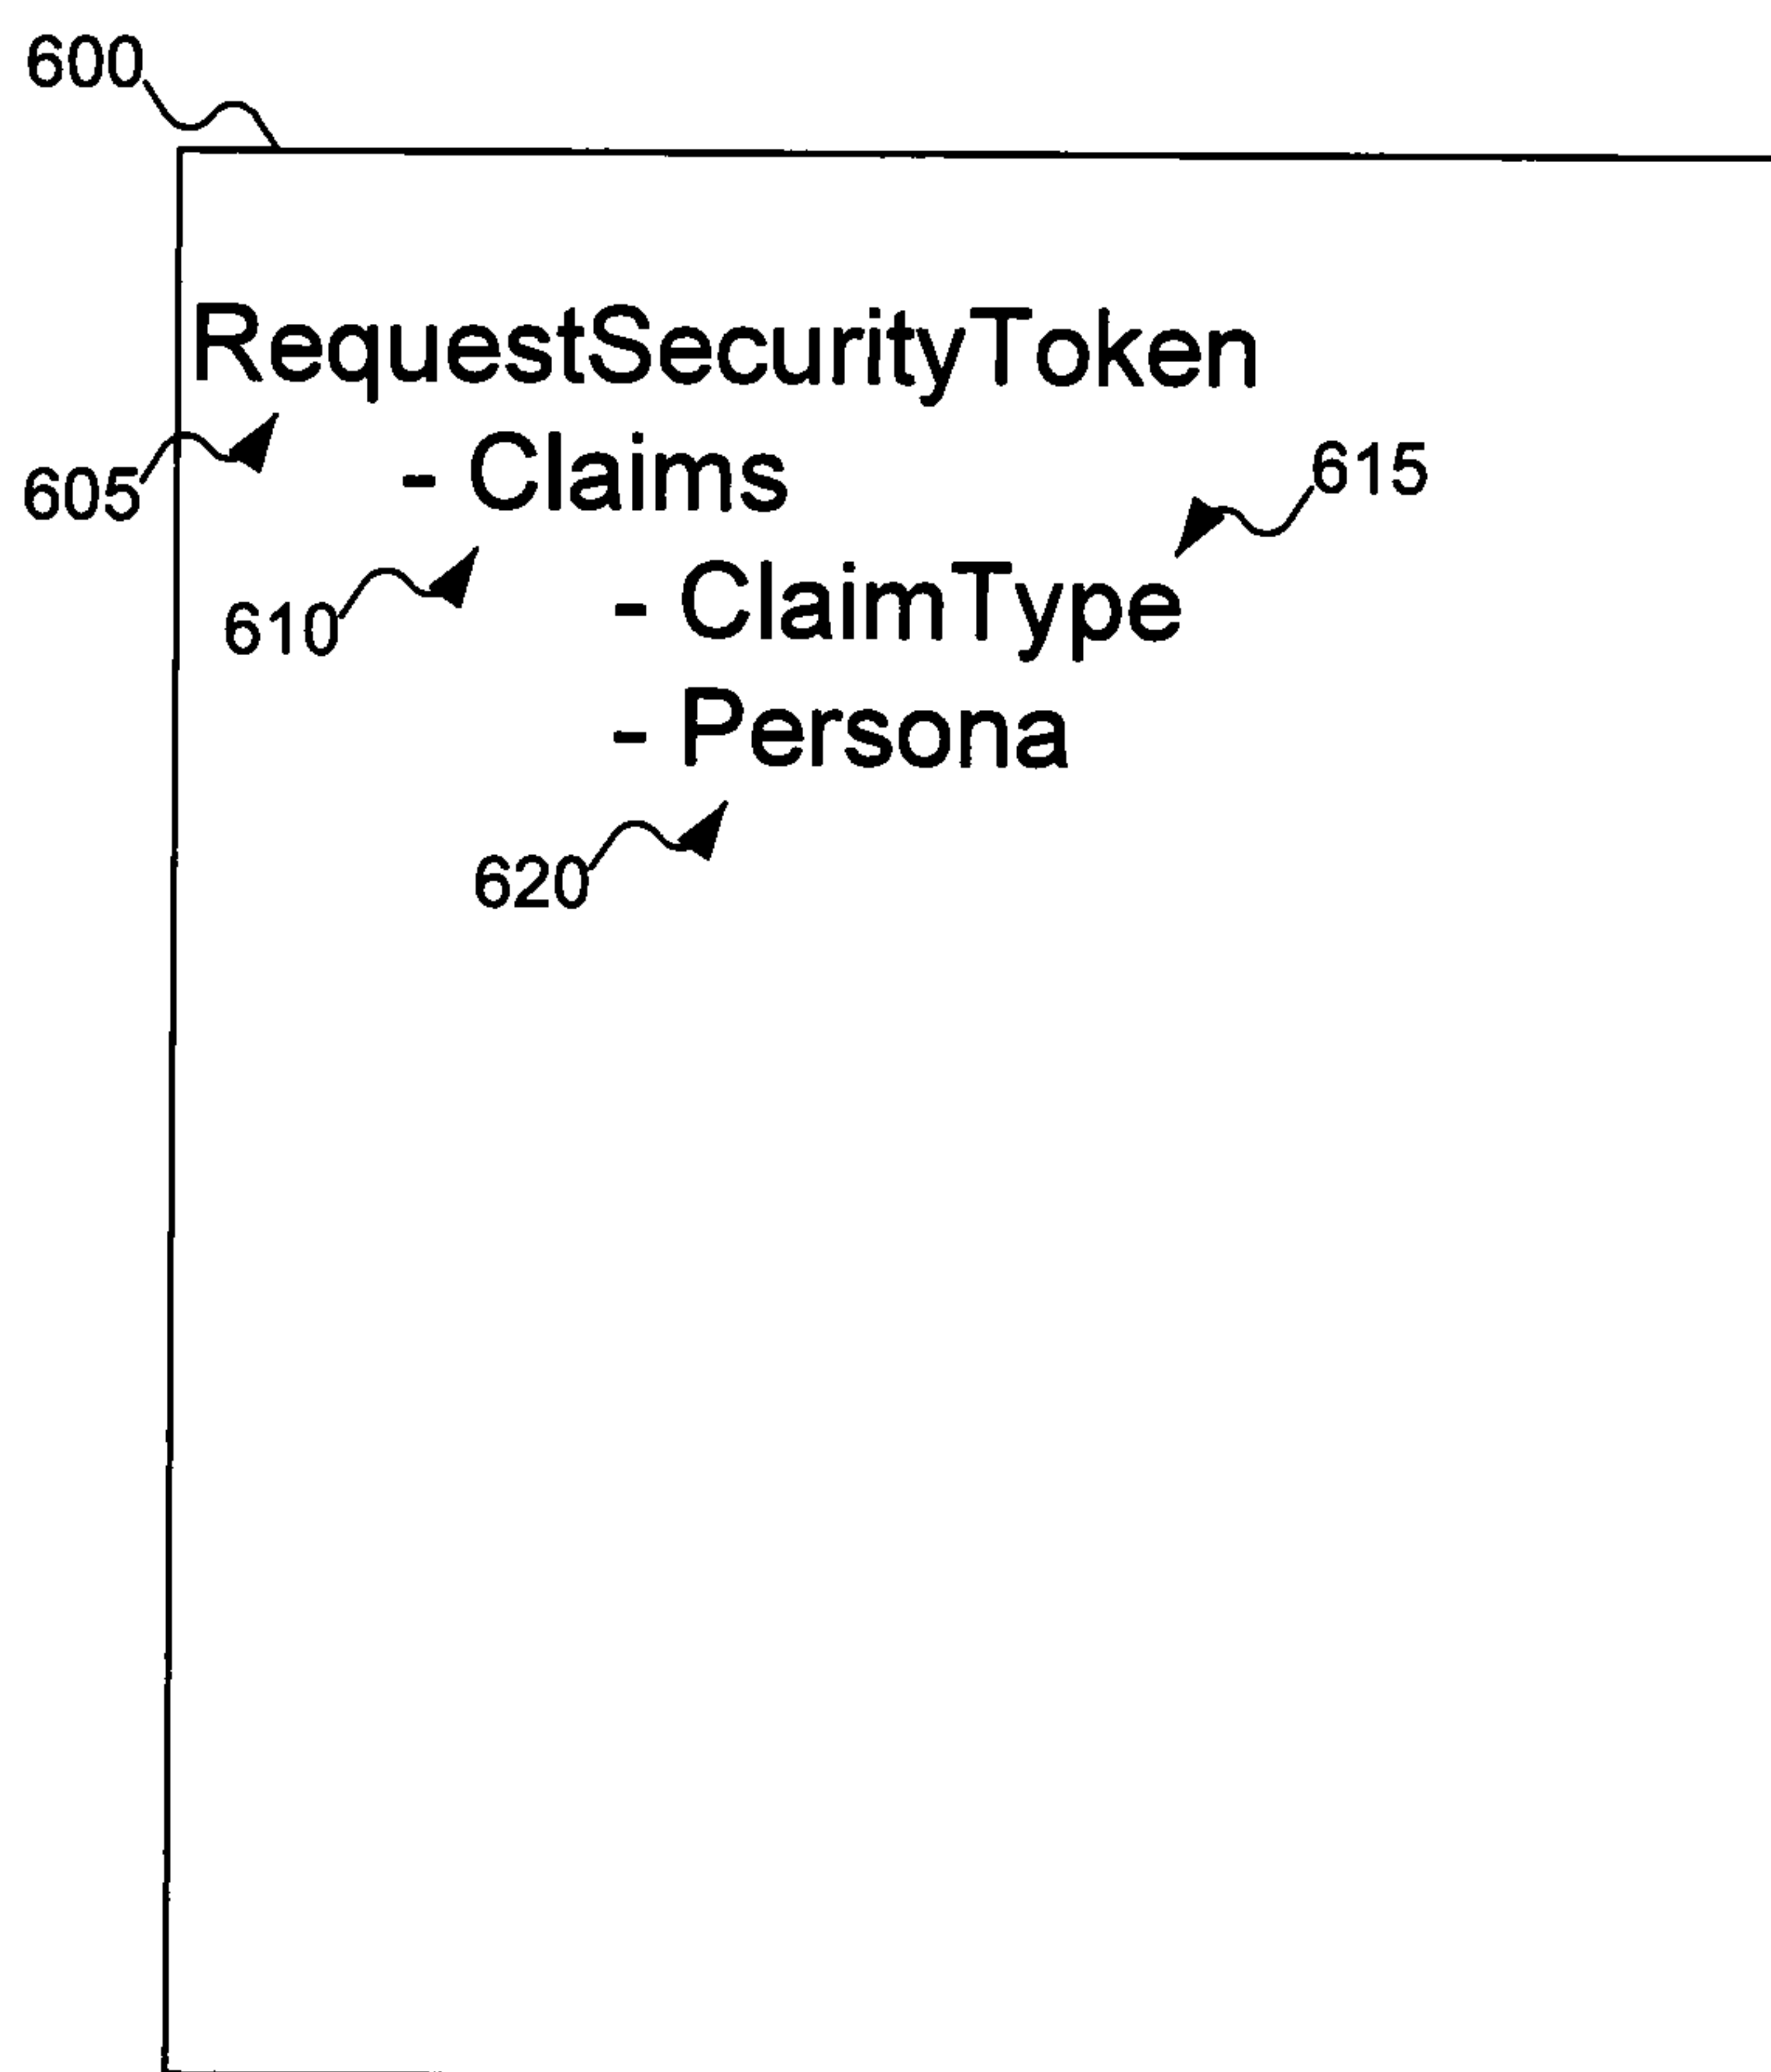 600
RequestSecurityToken
605
- Claims
615
610
- ClaimType
- Persona
620